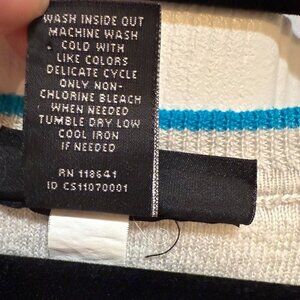 WASH INSIDE OUT
MACHINE WASH
COLD WITH
LIKE COLORS
DELICATE CYCLE
ONLY NON-
CHLORINE BLEACH
WHEN NEEDED
TUMBLE DRY LOW
COOL IRON
IF NEEDED
RN 118641
ID CS11070001